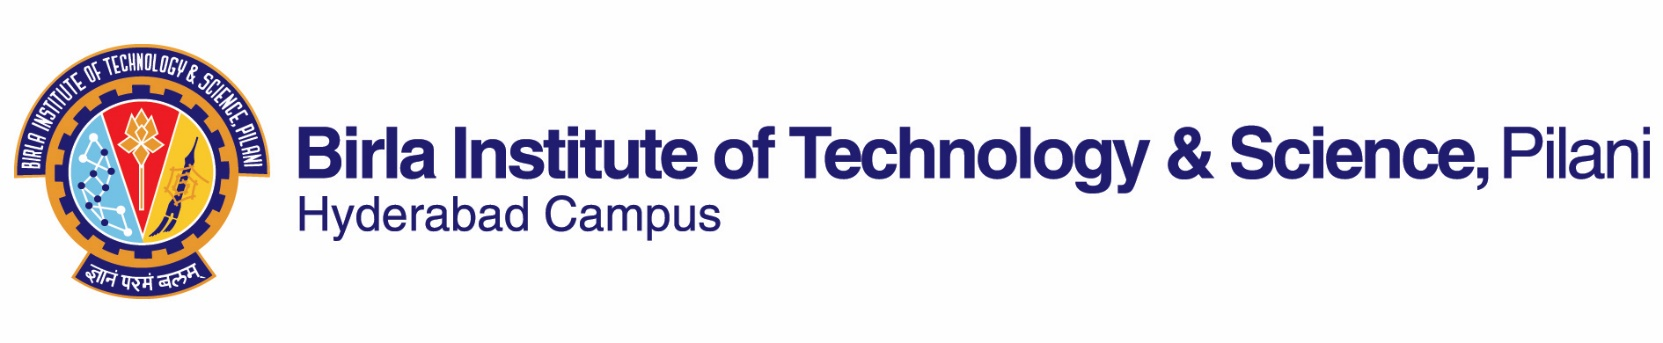 BIRLA INSTITUTE OF TECHNOLOGY & SCIENCE, PILANI
ज्ञानं परमं बलम्
Birla Institute of Technology & Science, Pilani
Hyderabad Campus